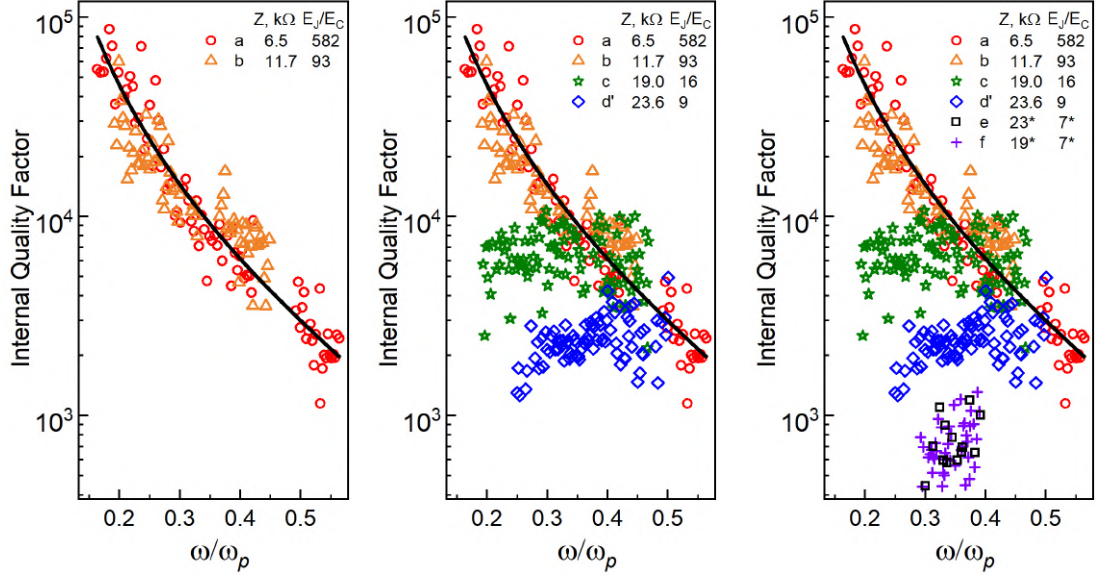 Z, kΩ E_J/E_C
a 6.5 582
b 11.7 93
10^5
10^4
10^3
Internal Quality Factor
0.2 0.3 0.4 0.5
ω/ω_p
Z, kΩ E_J/E_C
a 6.5 582
b 11.7 93
c 19.0 16
d' 23.6 9
10^5
10^4
10^3
Internal Quality Factor
0.2 0.3 0.4 0.5
ω/ω_p
Z, kΩ E_J/E_C
a 6.5 582
b 11.7 93
c 19.0 16
d' 23.6 9
e 23* 7*
f 19* 7*
10^5
10^4
10^3
Internal Quality Factor
0.2 0.3 0.4 0.5
ω/ω_p